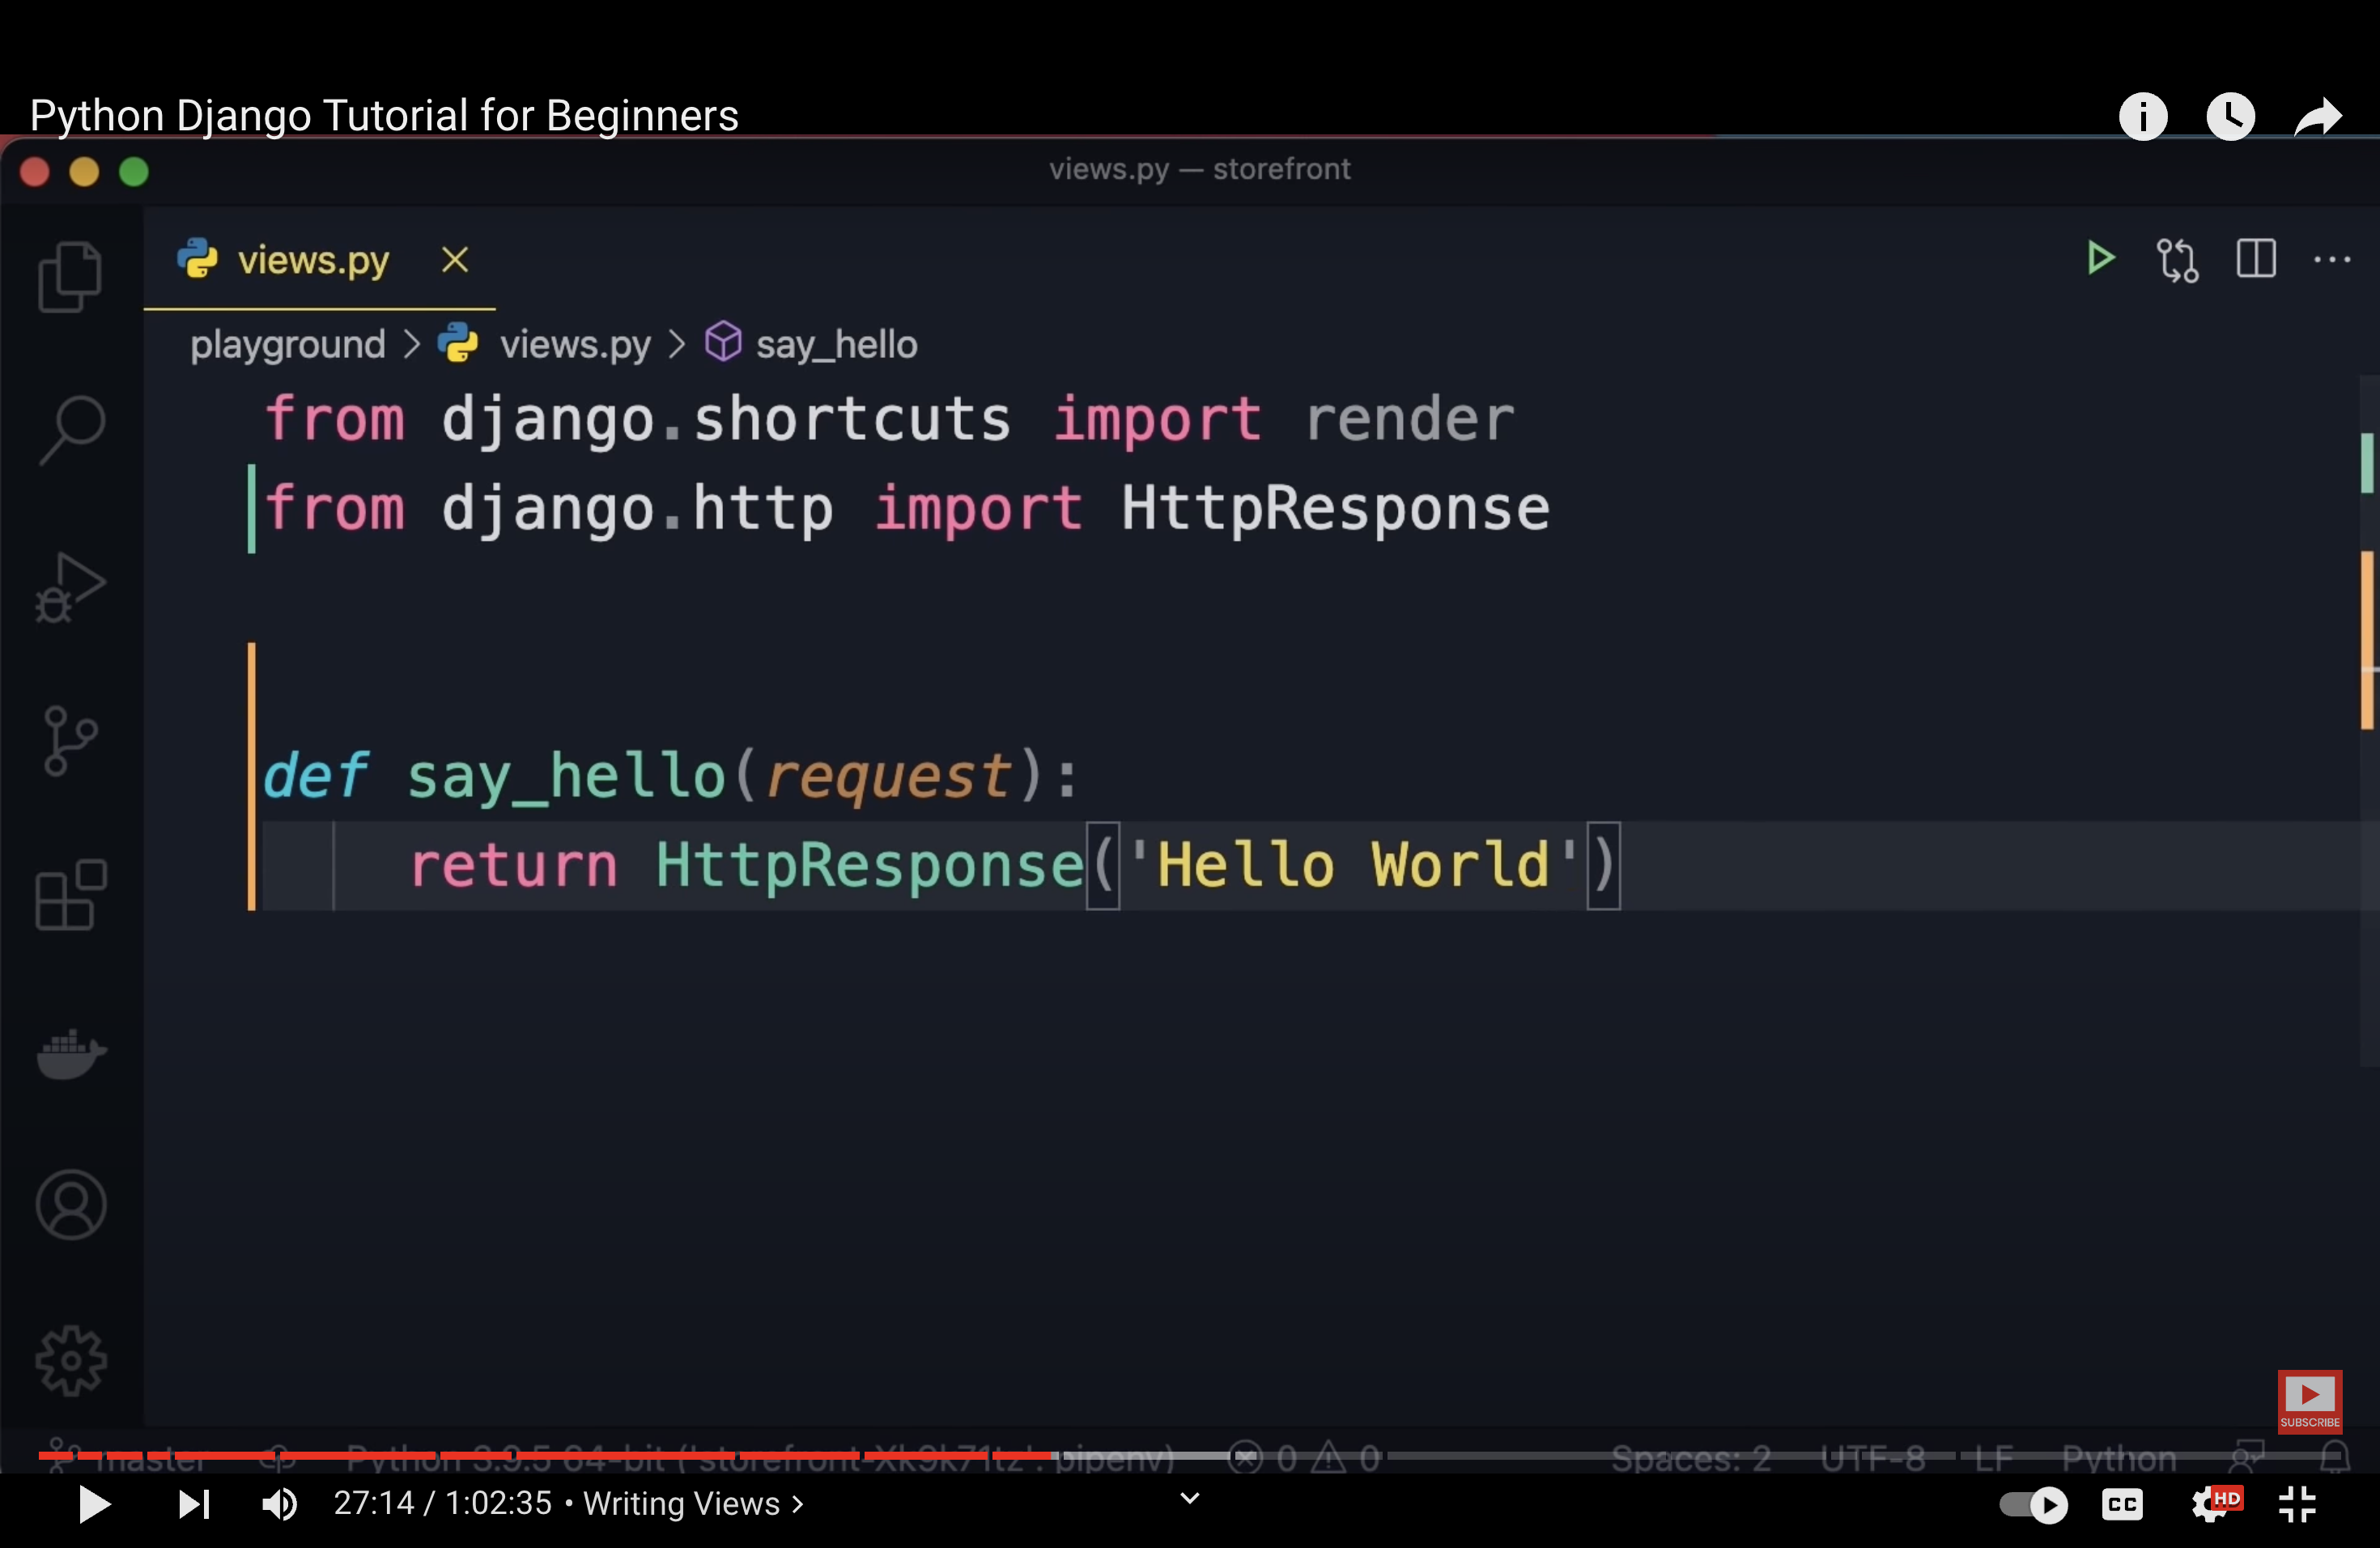 Python Django Tutorial for Beginners
views.py — storefront
views.py
playground > views.py > say_hello
from django.shortcuts import render
from django.http import HttpResponse
def say_hello(request):
return HttpResponse('Hello World')
SUBSCRIBE
master Python 3.9.5 64-bit ('storefront-Xk9k71tz': pipenv) 0 0 Spaces: 2 UTF-8 LF Python
27:14 / 1:02:35 • Writing Views >
CC HD